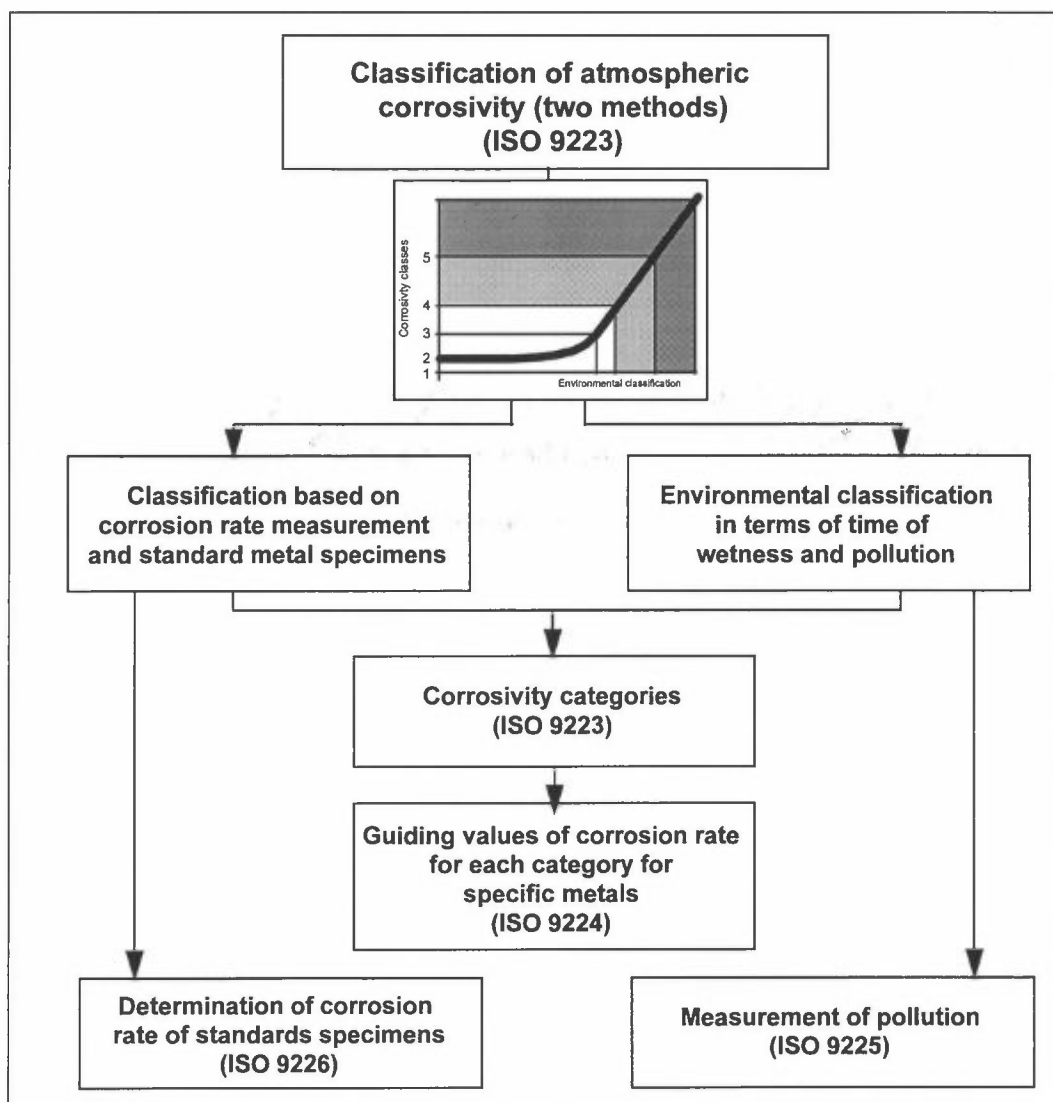 Classification of atmospheric
corrosivity (two methods)
(ISO 9223)
Corrosivty classes
5
4
3
2
1
Environmental classification
Classification based on
corrosion rate measurement
and standard metal specimens
Environmental classification
in terms of time of
wetness and pollution
Corrosivity categories
(ISO 9223)
Guiding values of corrosion rate
for each category for
specific metals
(ISO 9224)
Determination of corrosion
rate of standards specimens
(ISO 9226)
Measurement of pollution
(ISO 9225)